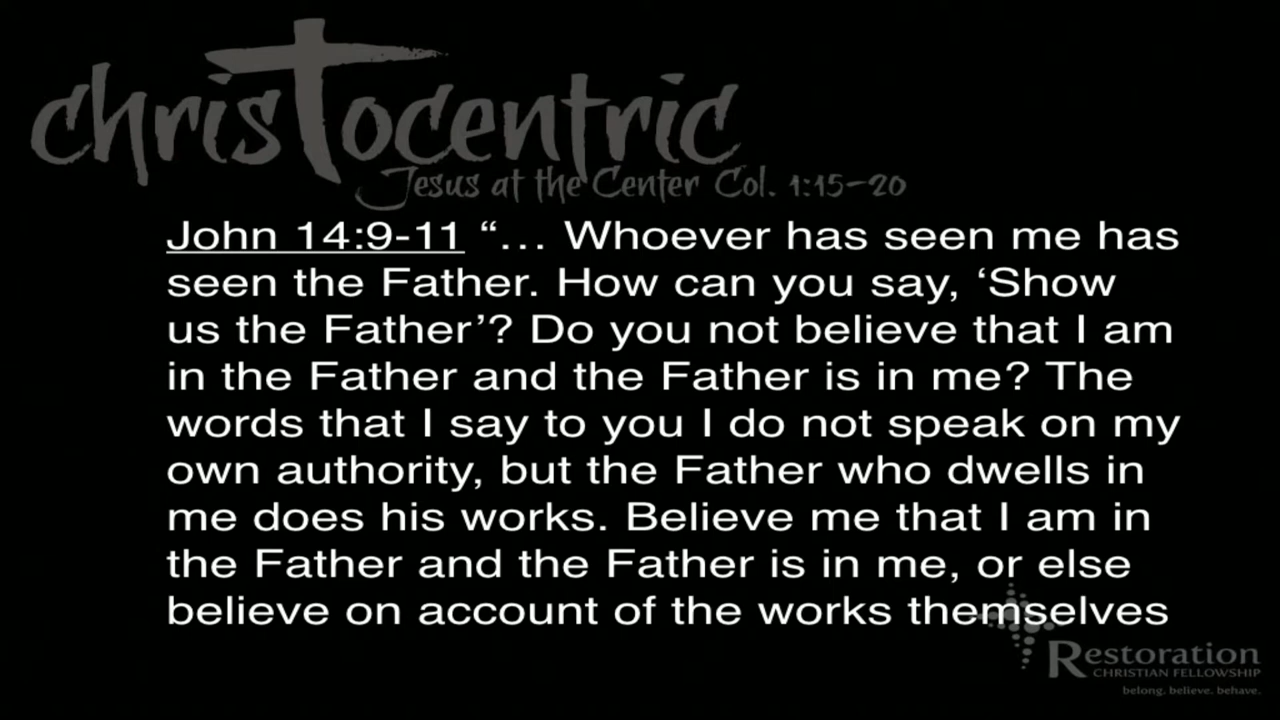 chrisTocentric
Jesus at the Center Col. 1:15-20
John 14:9-11 “… Whoever has seen me has
seen the Father. How can you say, ‘Show
us the Father’? Do you not believe that I am
in the Father and the Father is in me? The
words that I say to you I do not speak on my
own authority, but the Father who dwells in
me does his works. Believe me that I am in
the Father and the Father is in me, or else
believe on account of the works themselves
Restoration
CHRISTIAN FELLOWSHIP
belong. believe. behave.